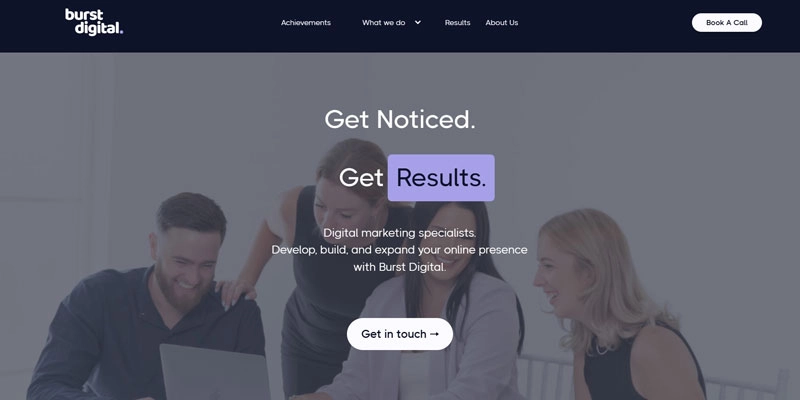 burst
digital.
Achievements
What we do
Results
About Us
Book A Call
Get Noticed.
Get Results.
Digital marketing specialists.
Develop, build, and expand your online presence
with Burst Digital.
Get in touch →